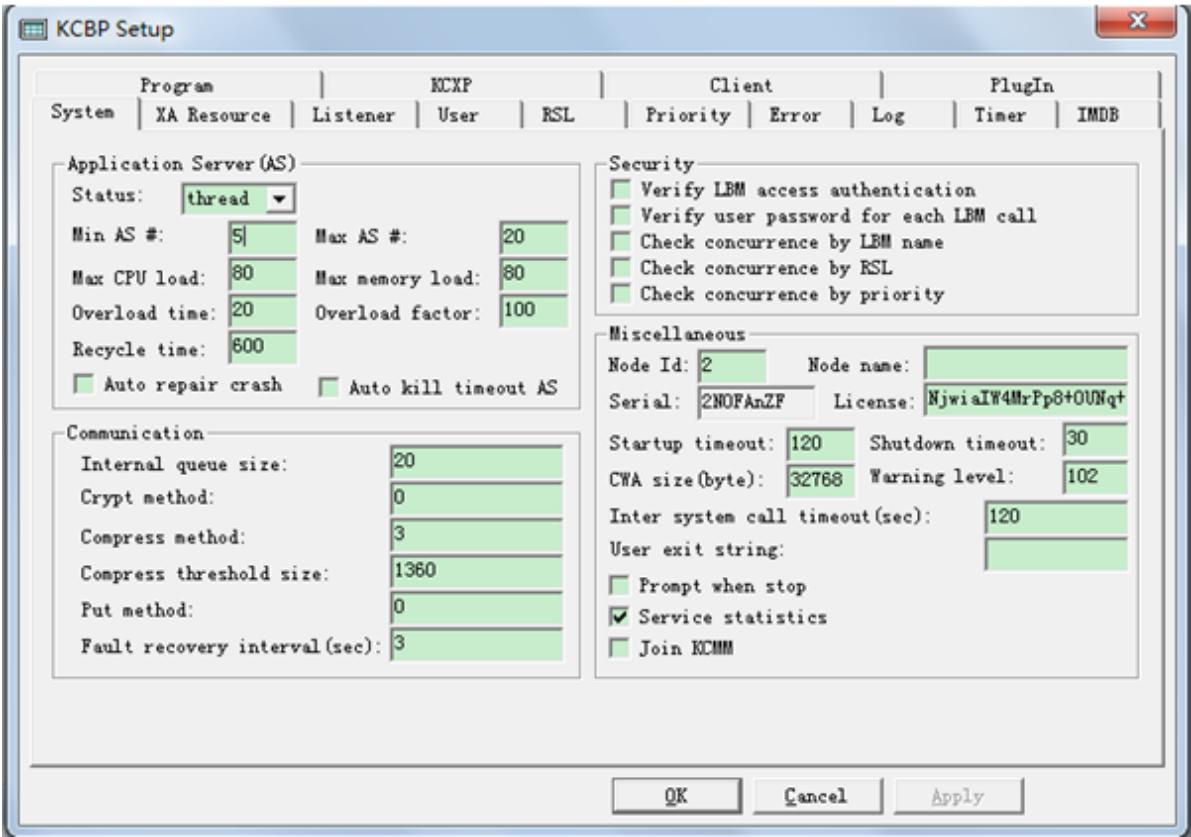 KCBP Setup
Program KCXP Client PlugIn
System XA Resource Listener User RSL Priority Error Log Timer IMDB
Application Server(AS)
Status: thread
Min AS #: 5 Max AS #: 20
Max CPU load: 80 Max memory load: 80
Overload time: 20 Overload factor: 100
Recycle time: 600
Auto repair crash Auto kill timeout AS
Communication
Internal queue size: 20
Crypt method: 0
Compress method: 3
Compress threshold size: 1360
Put method: 0
Fault recovery interval(sec): 3
Security
Verify LBM access authentication
Verify user password for each LBM call
Check concurrence by LBM name
Check concurrence by RSL
Check concurrence by priority
Miscellaneous
Node Id: 2 Node name:
Serial: 2NOFAnZF License: NjwiaIW4MrPp8+OUNq+
Startup timeout: 120 Shutdown timeout: 30
CWA size(byte): 32768 Warning level: 102
Inter system call timeout(sec): 120
User exit string:
Prompt when stop
Service statistics
Join KCMM
OK Cancel Apply